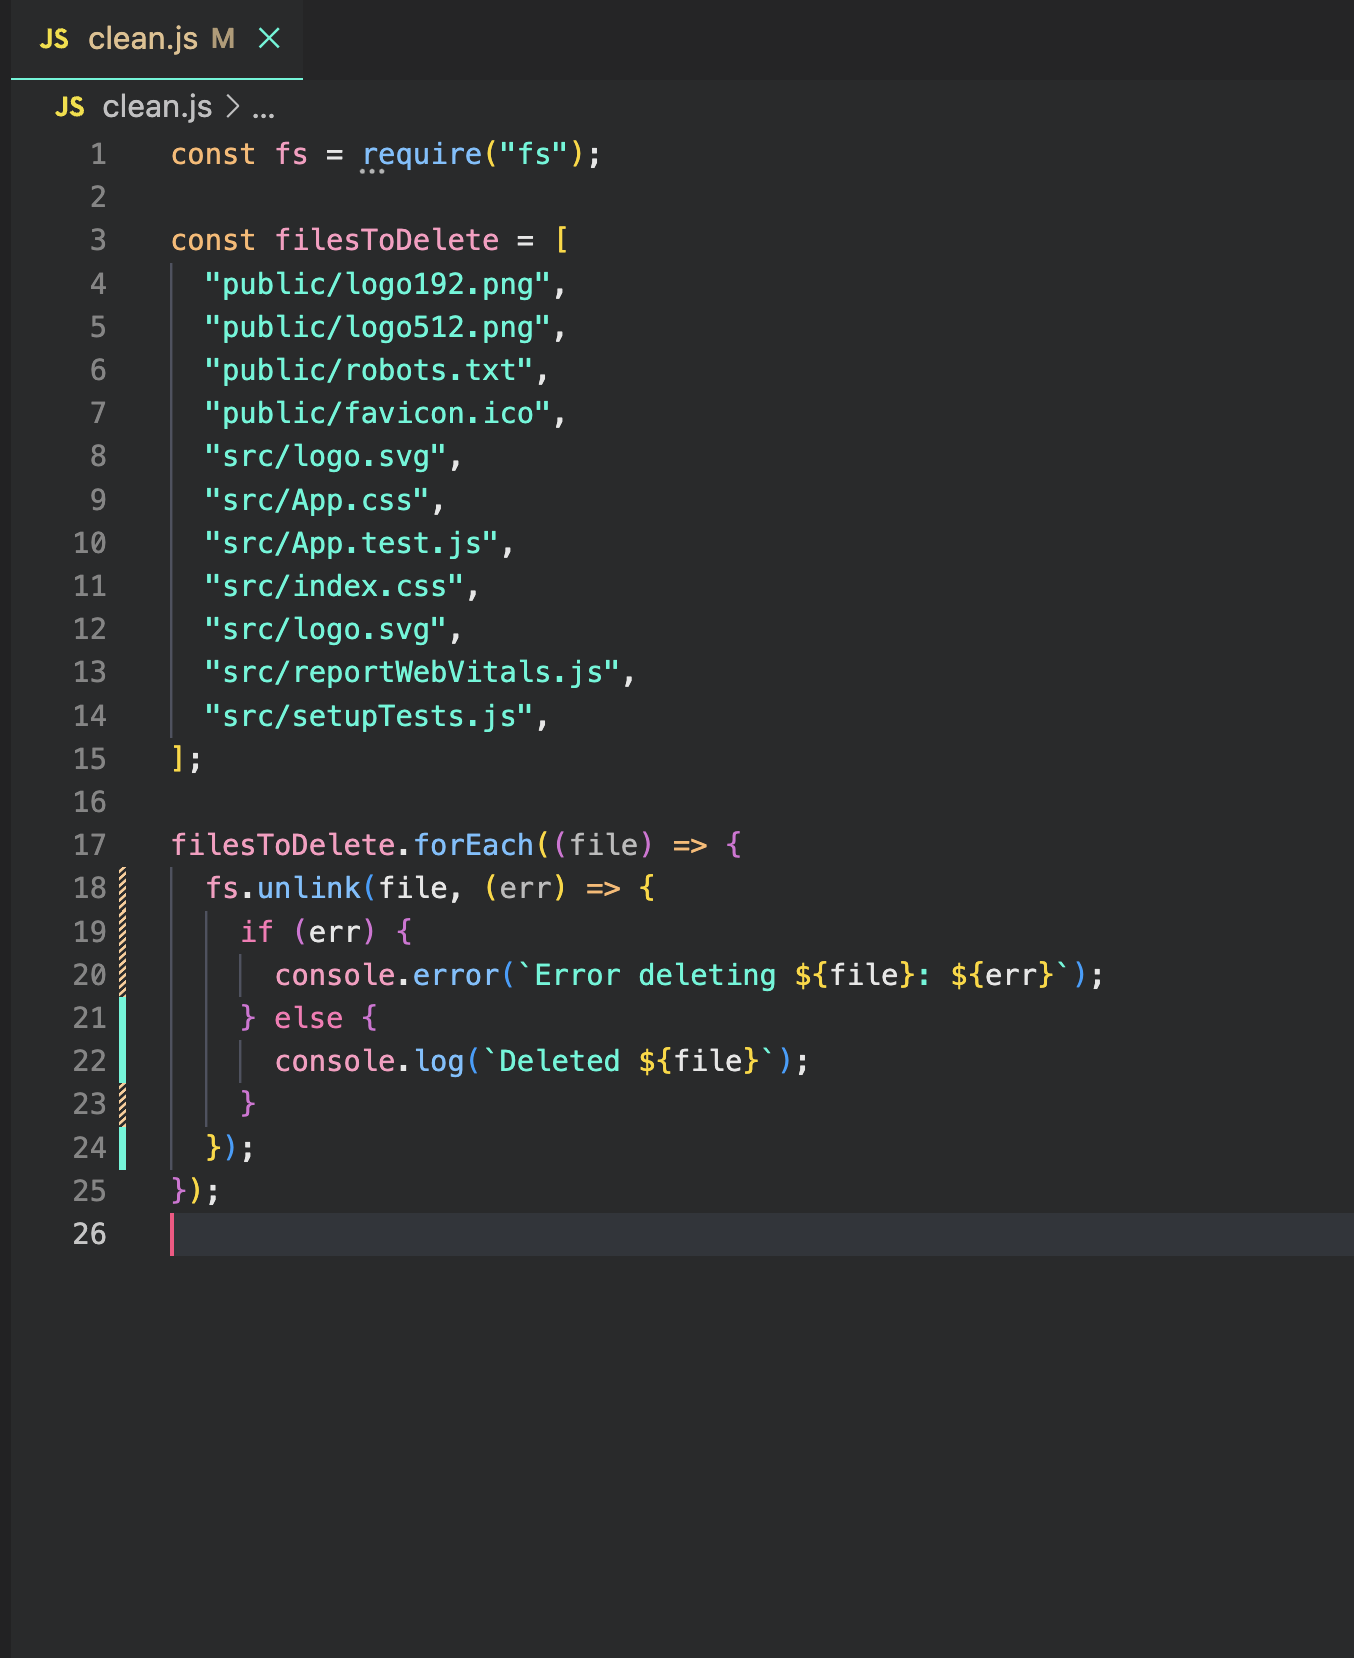 JS clean.js M
JS clean.js > ...
1 const fs = require("fs");
2
3 const filesToDelete = [
4   "public/logo192.png",
5   "public/logo512.png",
6   "public/robots.txt",
7   "public/favicon.ico",
8   "src/logo.svg",
9   "src/App.css",
10   "src/App.test.js",
11   "src/index.css",
12   "src/logo.svg",
13   "src/reportWebVitals.js",
14   "src/setupTests.js",
15 ];
16
17 filesToDelete.forEach((file) => {
18   fs.unlink(file, (err) => {
19     if (err) {
20       console.error(`Error deleting ${file}: ${err}`);
21     } else {
22       console.log(`Deleted ${file}`);
23     }
24   });
25 });
26